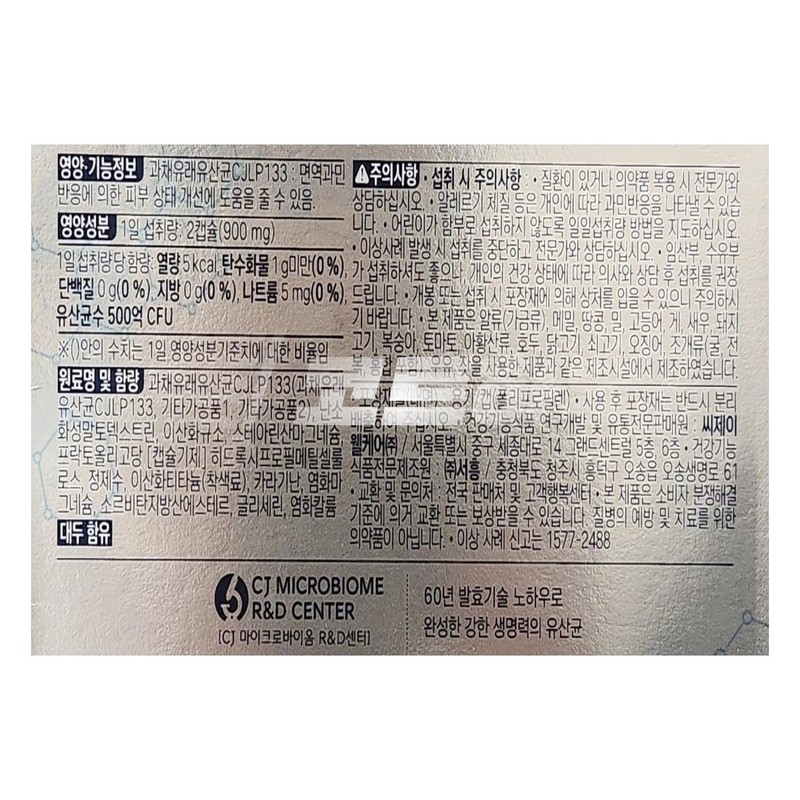 영양·기능정보 과채유래유산균CJLP133 : 면역과민
반응에 의한 피부 상태 개선에 도움을 줄 수 있음.
영양성분 1일 섭취량: 2캡슐(900 mg)
1일 섭취량당 함량: 열량 5 kcal, 탄수화물 1 g미만(0 %),
단백질 0 g(0 %), 지방 0 g(0 %), 나트륨 5 mg(0 %),
유산균수 500억 CFU
※( )안의 수치는 1일 영양성분기준치에 대한 비율임
원료명 및 함량 과채유래유산균CJLP133(과채유래
유산균CJLP133, 기타가공품1, 기타가공품2), 난소
화성말토덱스트린, 이산화규소, 스테아린산마그네슘,
프락토올리고당 [캡슐기제] 히드록시프로필메틸셀룰
로스, 정제수, 이산화티타늄(착색료), 카라기난, 염화마
그네슘, 소르비탄지방산에스테르, 글리세린, 염화칼륨
대두 함유
주의사항 · 섭취 시 주의사항 : · 질환이 있거나 의약품 복용 시 전문가와
상담하십시오 · 알레르기 체질 등은 개인에 따라 과민반응을 나타낼 수 있습
니다. · 어린이가 함부로 섭취하지 않도록 일일섭취량 방법을 지도하십시오
· 이상사례 발생 시 섭취를 중단하고 전문가와 상담하십시오 · 임산부, 수유부
가 섭취하셔도 좋으나, 개인의 건강 상태에 따라 의사와 상담 후 섭취를 권장
드립니다. · 개봉 또는 섭취 시 포장재에 의해 상처를 입을 수 있으니 주의하시
기 바랍니다. · 본 제품은 알류(가금류), 메밀, 땅콩, 밀, 고등어, 게, 새우, 돼지
고기, 복숭아, 토마토, 아황산류, 호두, 닭고기, 쇠고기, 오징어, 조개류(굴, 전
복, 홍합 포함), 잣을 사용한 제품과 같은 제조시설에서 제조하였습니다.
· 사용 후 포장재는 반드시 분리
배출하여 주십시오 · 건강기능식품 연구개발 및 유통전문판매원 : 씨제이
웰케어㈜ / 서울특별시 중구 세종대로 14 그랜드센트럴 5층, 6층 · 건강기능
식품전문제조원 : ㈜서흥 / 충청북도 청주시 흥덕구 오송읍 오송생명로 61
· 교환 및 문의처 : 전국 판매처 및 고객행복센터 · 본 제품은 소비자 분쟁해결
기준에 의거 교환 또는 보상받을 수 있습니다. 질병의 예방 및 치료를 위한
의약품이 아닙니다. · 이상 사례 신고는 1577-2488
CJ MICROBIOME
R&D CENTER
[CJ 마이크로바이옴 R&D센터]
60년 발효기술 노하우로
완성한 강한 생명력의 유산균